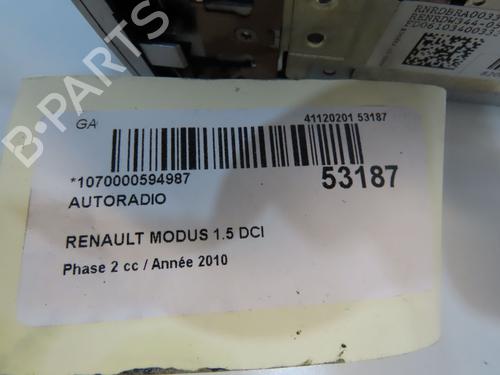 B-PARTS
GA
41120201 53187
*1070000594987
53187
AUTORADIO
RENAULT MODUS 1.5 DCI
Phase 2 cc / Année 2010